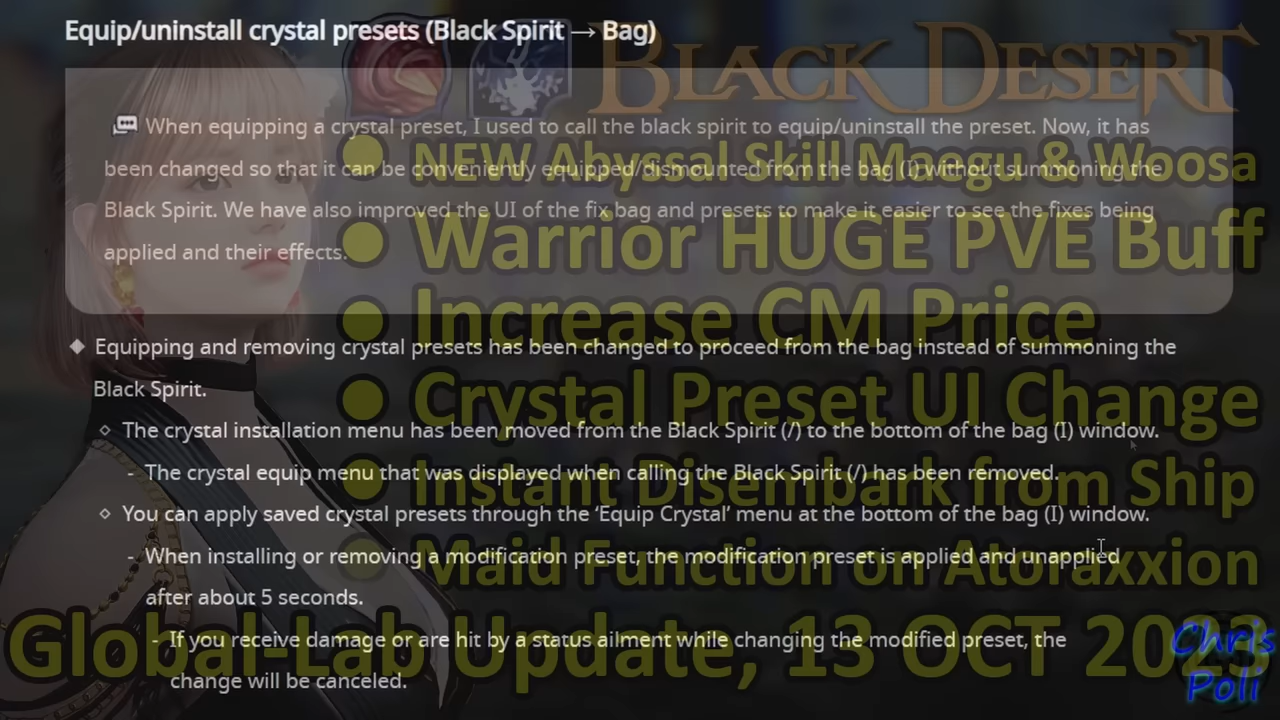 Equip/uninstall crystal presets (Black Spirit → Bag)
BLACK DESERT
When equipping a crystal preset, I used to call the black spirit to equip/uninstall the preset. Now, it has
been changed so that it can be conveniently equipped/dismounted from the bag (I) without summoning the
Black Spirit. We have also improved the UI of the fix bag and presets to make it easier to see the fixes being
applied and their effects.
● NEW Abyssal Skill Maegu & Woosa
● Warrior HUGE PVE Buff
● Increase CM Price
◆ Equipping and removing crystal presets has been changed to proceed from the bag instead of summoning the
Black Spirit.
● Crystal Preset UI Change
◇ The crystal installation menu has been moved from the Black Spirit (/) to the bottom of the bag (I) window.
- The crystal equip menu that was displayed when calling the Black Spirit (/) has been removed.
● Instant Disembark from Ship
◇ You can apply saved crystal presets through the ‘Equip Crystal’ menu at the bottom of the bag (I) window.
- When installing or removing a modification preset, the modification preset is applied and unapplied
after about 5 seconds.
● Maid Function on Atoraxxion
- If you receive damage or are hit by a status ailment while changing the modified preset, the
change will be canceled.
Global-Lab Update, 13 OCT 2023
Chris
Poli